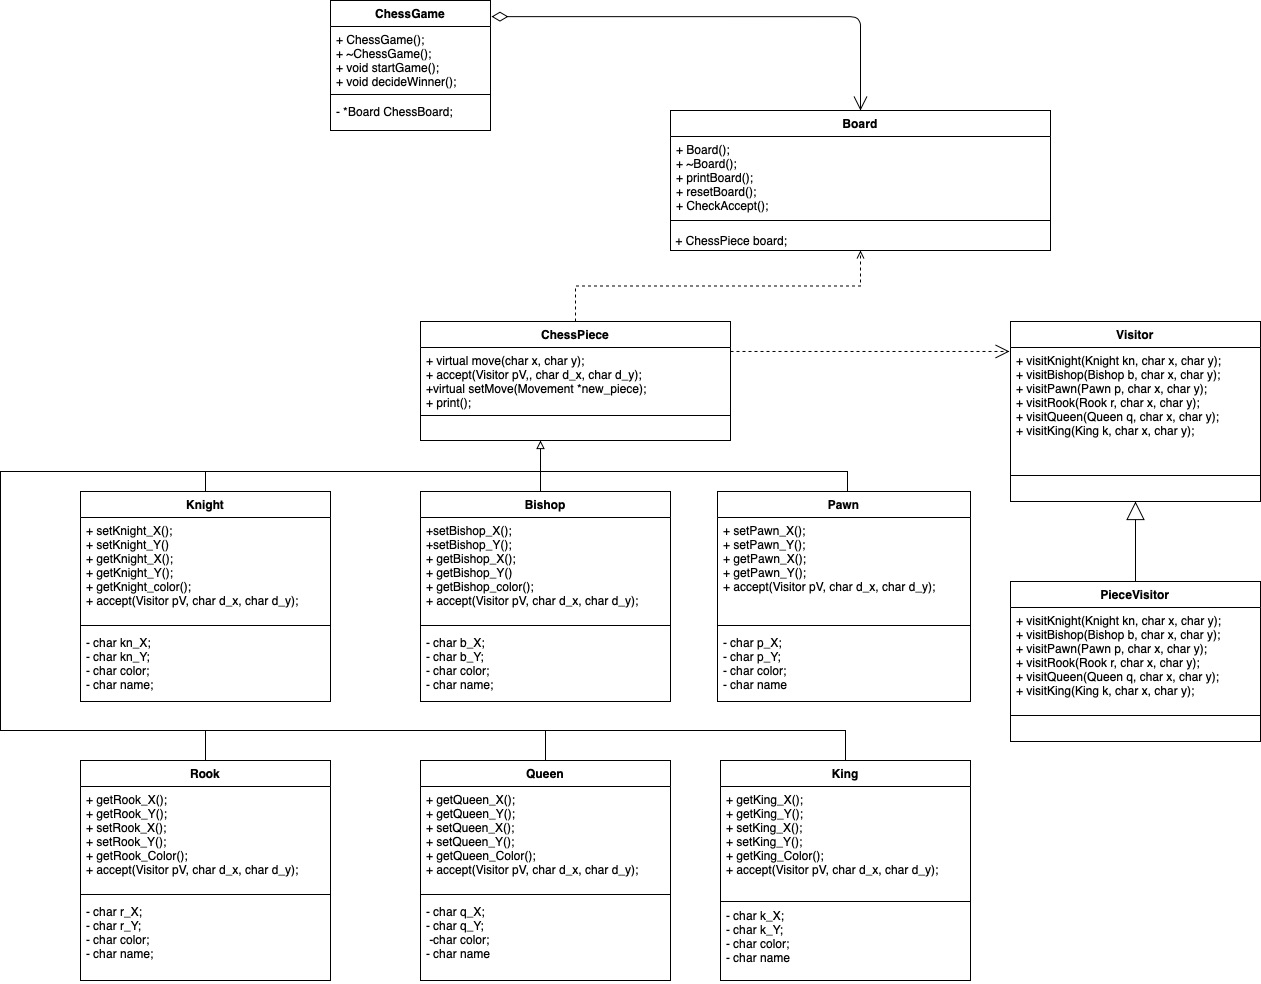 ChessGame
+ ChessGame();
+ ~ChessGame();
+ void startGame();
+ void decideWinner();
- *Board ChessBoard;
Board
+ Board();
+ ~Board();
+ printBoard();
+ resetBoard();
+ CheckAccept();
+ ChessPiece board;
ChessPiece
+ virtual move(char x, char y);
+ accept(Visitor pV,, char d_x, char d_y);
+virtual setMove(Movement *new_piece);
+ print();
Visitor
+ visitKnight(Knight kn, char x, char y);
+ visitBishop(Bishop b, char x, char y);
+ visitPawn(Pawn p, char x, char y);
+ visitRook(Rook r, char x, char y);
+ visitQueen(Queen q, char x, char y);
+ visitKing(King k, char x, char y);
Knight
+ setKnight_X();
+ setKnight_Y()
+ getKnight_X();
+ getKnight_Y();
+ getKnight_color();
+ accept(Visitor pV, char d_x, char d_y);
- char kn_X;
- char kn_Y;
- char color;
- char name;
Bishop
+setBishop_X();
+setBishop_Y();
+ getBishop_X();
+ getBishop_Y()
+ getBishop_color();
+ accept(Visitor pV, char d_x, char d_y);
- char b_X;
- char b_Y;
- char color;
- char name;
Pawn
+ setPawn_X();
+ setPawn_Y();
+ getPawn_X();
+ getPawn_Y();
+ accept(Visitor pV, char d_x, char d_y);
- char p_X;
- char p_Y;
- char color;
- char name
PieceVisitor
+ visitKnight(Knight kn, char x, char y);
+ visitBishop(Bishop b, char x, char y);
+ visitPawn(Pawn p, char x, char y);
+ visitRook(Rook r, char x, char y);
+ visitQueen(Queen q, char x, char y);
+ visitKing(King k, char x, char y);
Rook
+ getRook_X();
+ getRook_Y();
+ setRook_X();
+ setRook_Y();
+ getRook_Color();
+ accept(Visitor pV, char d_x, char d_y);
- char r_X;
- char r_Y;
- char color;
- char name;
Queen
+ getQueen_X();
+ getQueen_Y();
+ setQueen_X();
+ setQueen_Y();
+ getQueen_Color();
+ accept(Visitor pV, char d_x, char d_y);
- char q_X;
- char q_Y;
-char color;
- char name
King
+ getKing_X();
+ getKing_Y();
+ setKing_X();
+ setKing_Y();
+ getKing_Color();
+ accept(Visitor pV, char d_x, char d_y);
- char k_X;
- char k_Y;
- char color;
- char name